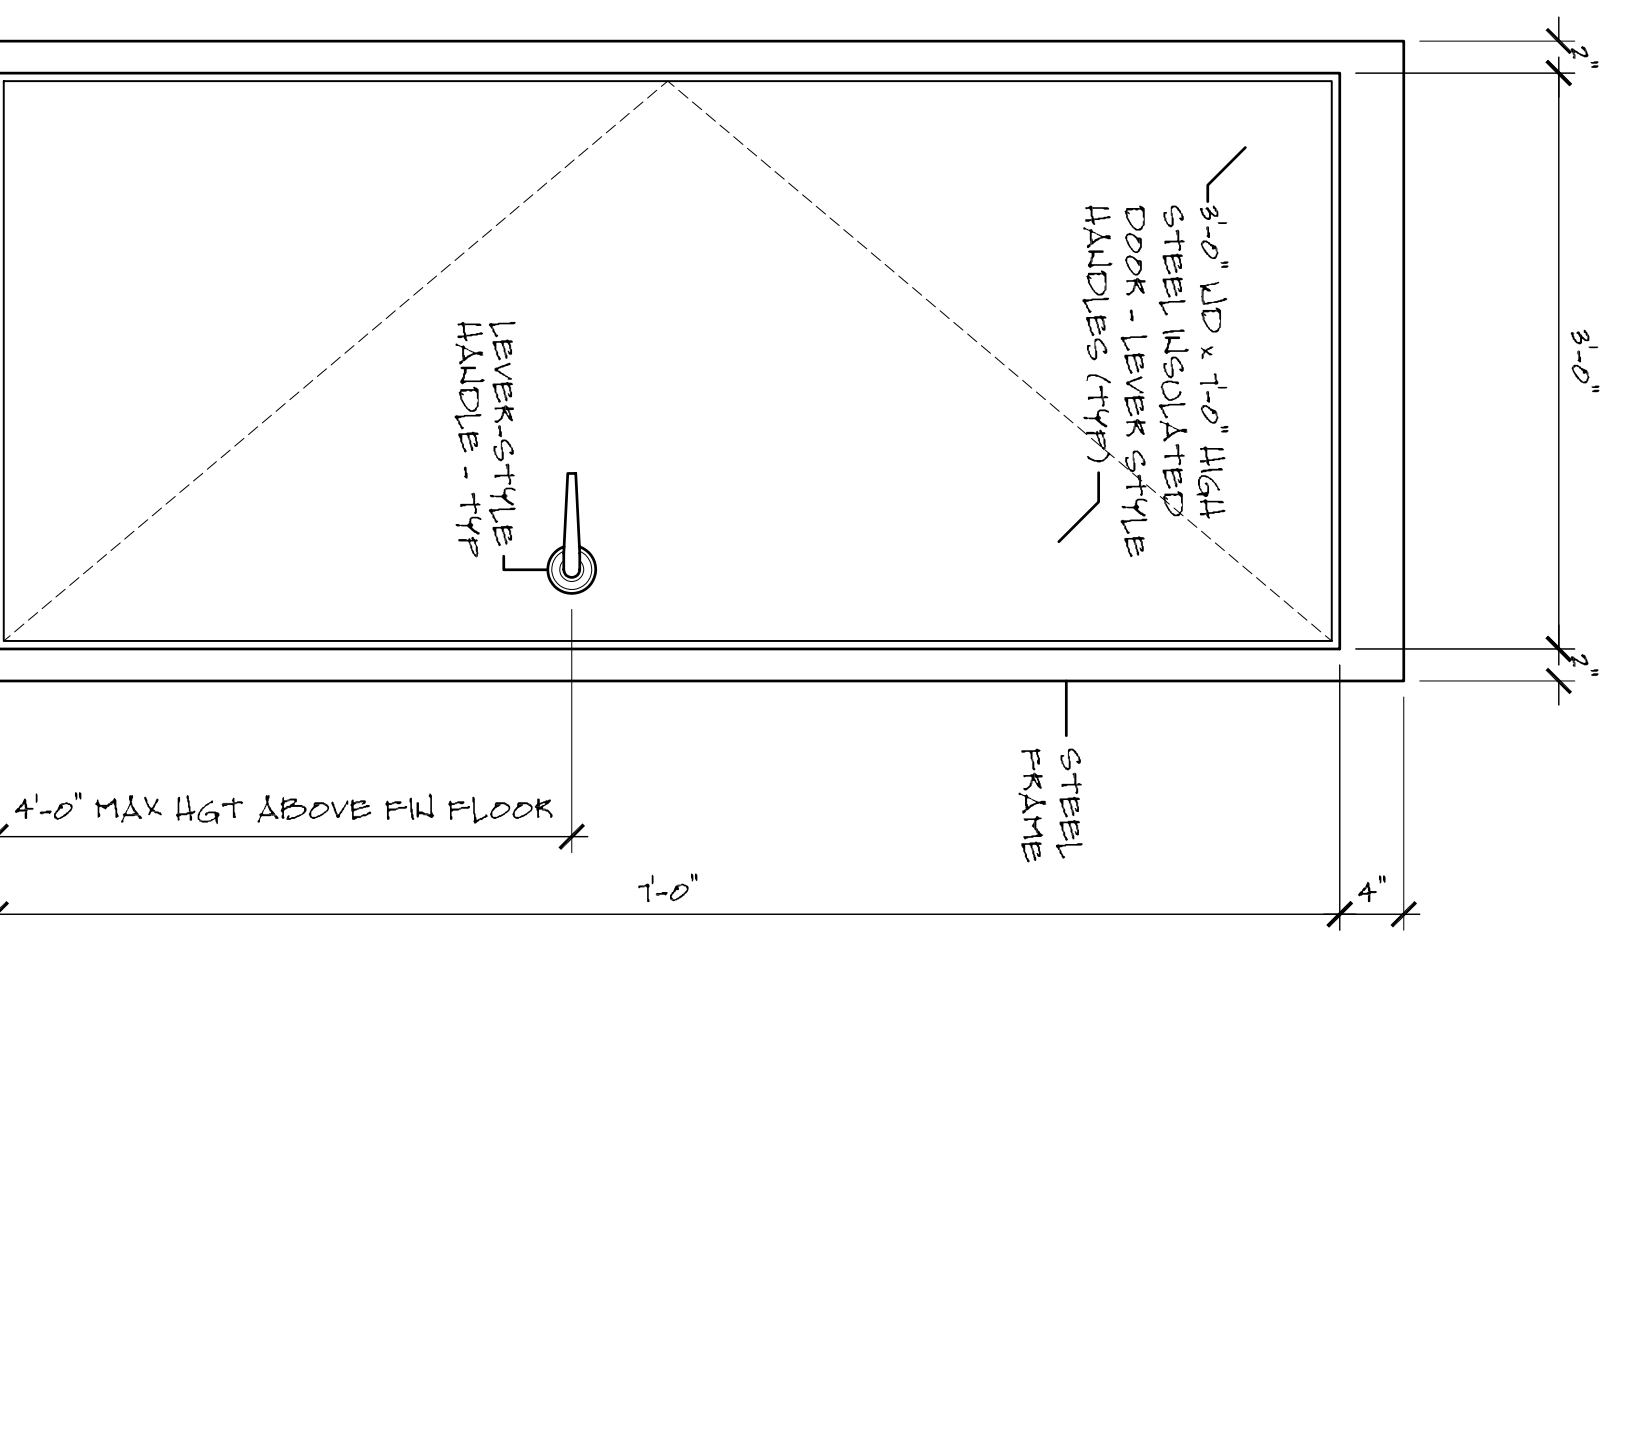 2"
3'-0"
2"
3'-0" WD x 7'-0" HIGH
STEEL INSULATED
DOOR - LEVER STYLE
HANDLES (TYP)
LEVER-STYLE
HANDLE - TYP
STEEL
FRAME
4'-0" MAX HGT ABOVE FIN FLOOR
7'-0"
4"